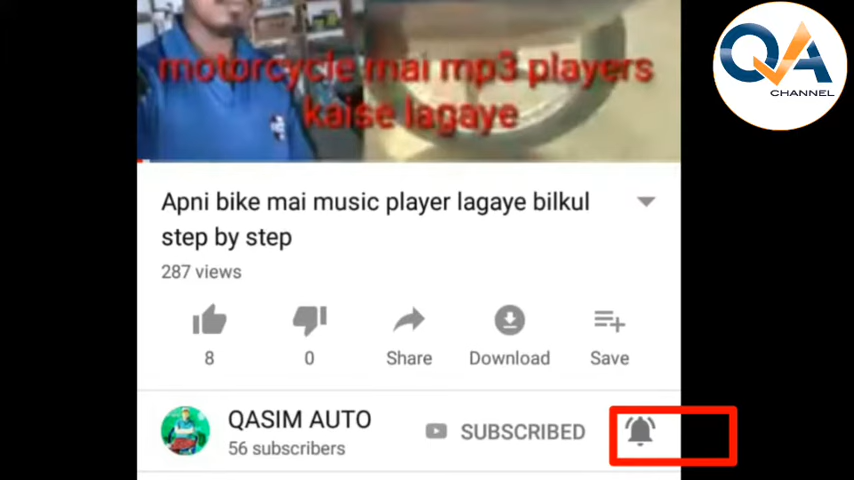 motorcycle mai mp3 players
kaise lagaye
QA
CHANNEL
Apni bike mai music player lagaye bilkul
step by step
287 views
8
0
Share
Download
Save
QASIM AUTO
56 subscribers
SUBSCRIBED